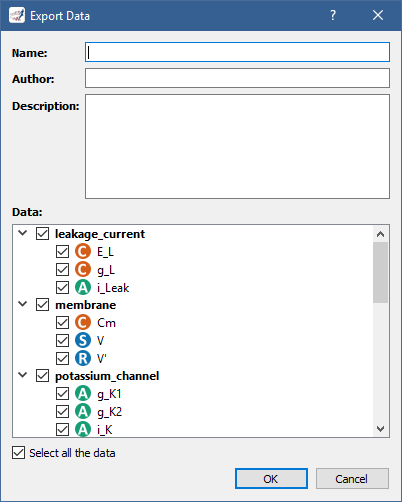 Export Data
Name:
Author:
Description:
Data:
leakage_current
C E_L
C g_L
A i_Leak
membrane
C Cm
S V
R V'
potassium_channel
A g_K1
A g_K2
A i_K
Select all the data
OK Cancel